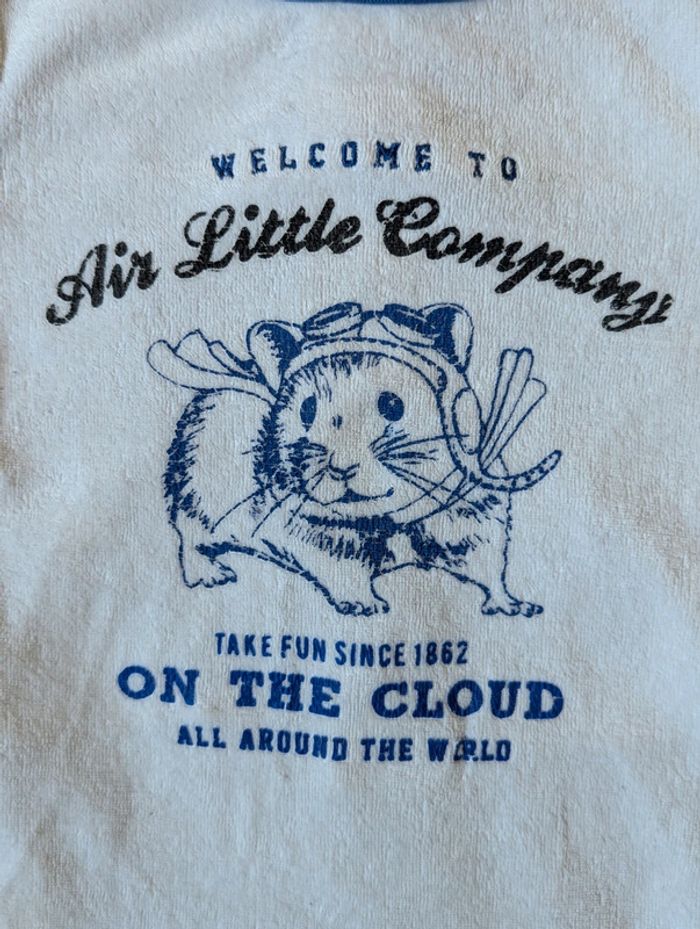 WELCOME TO
Air Little Company
TAKE FUN SINCE 1862
ON THE CLOUD
ALL AROUND THE WORLD